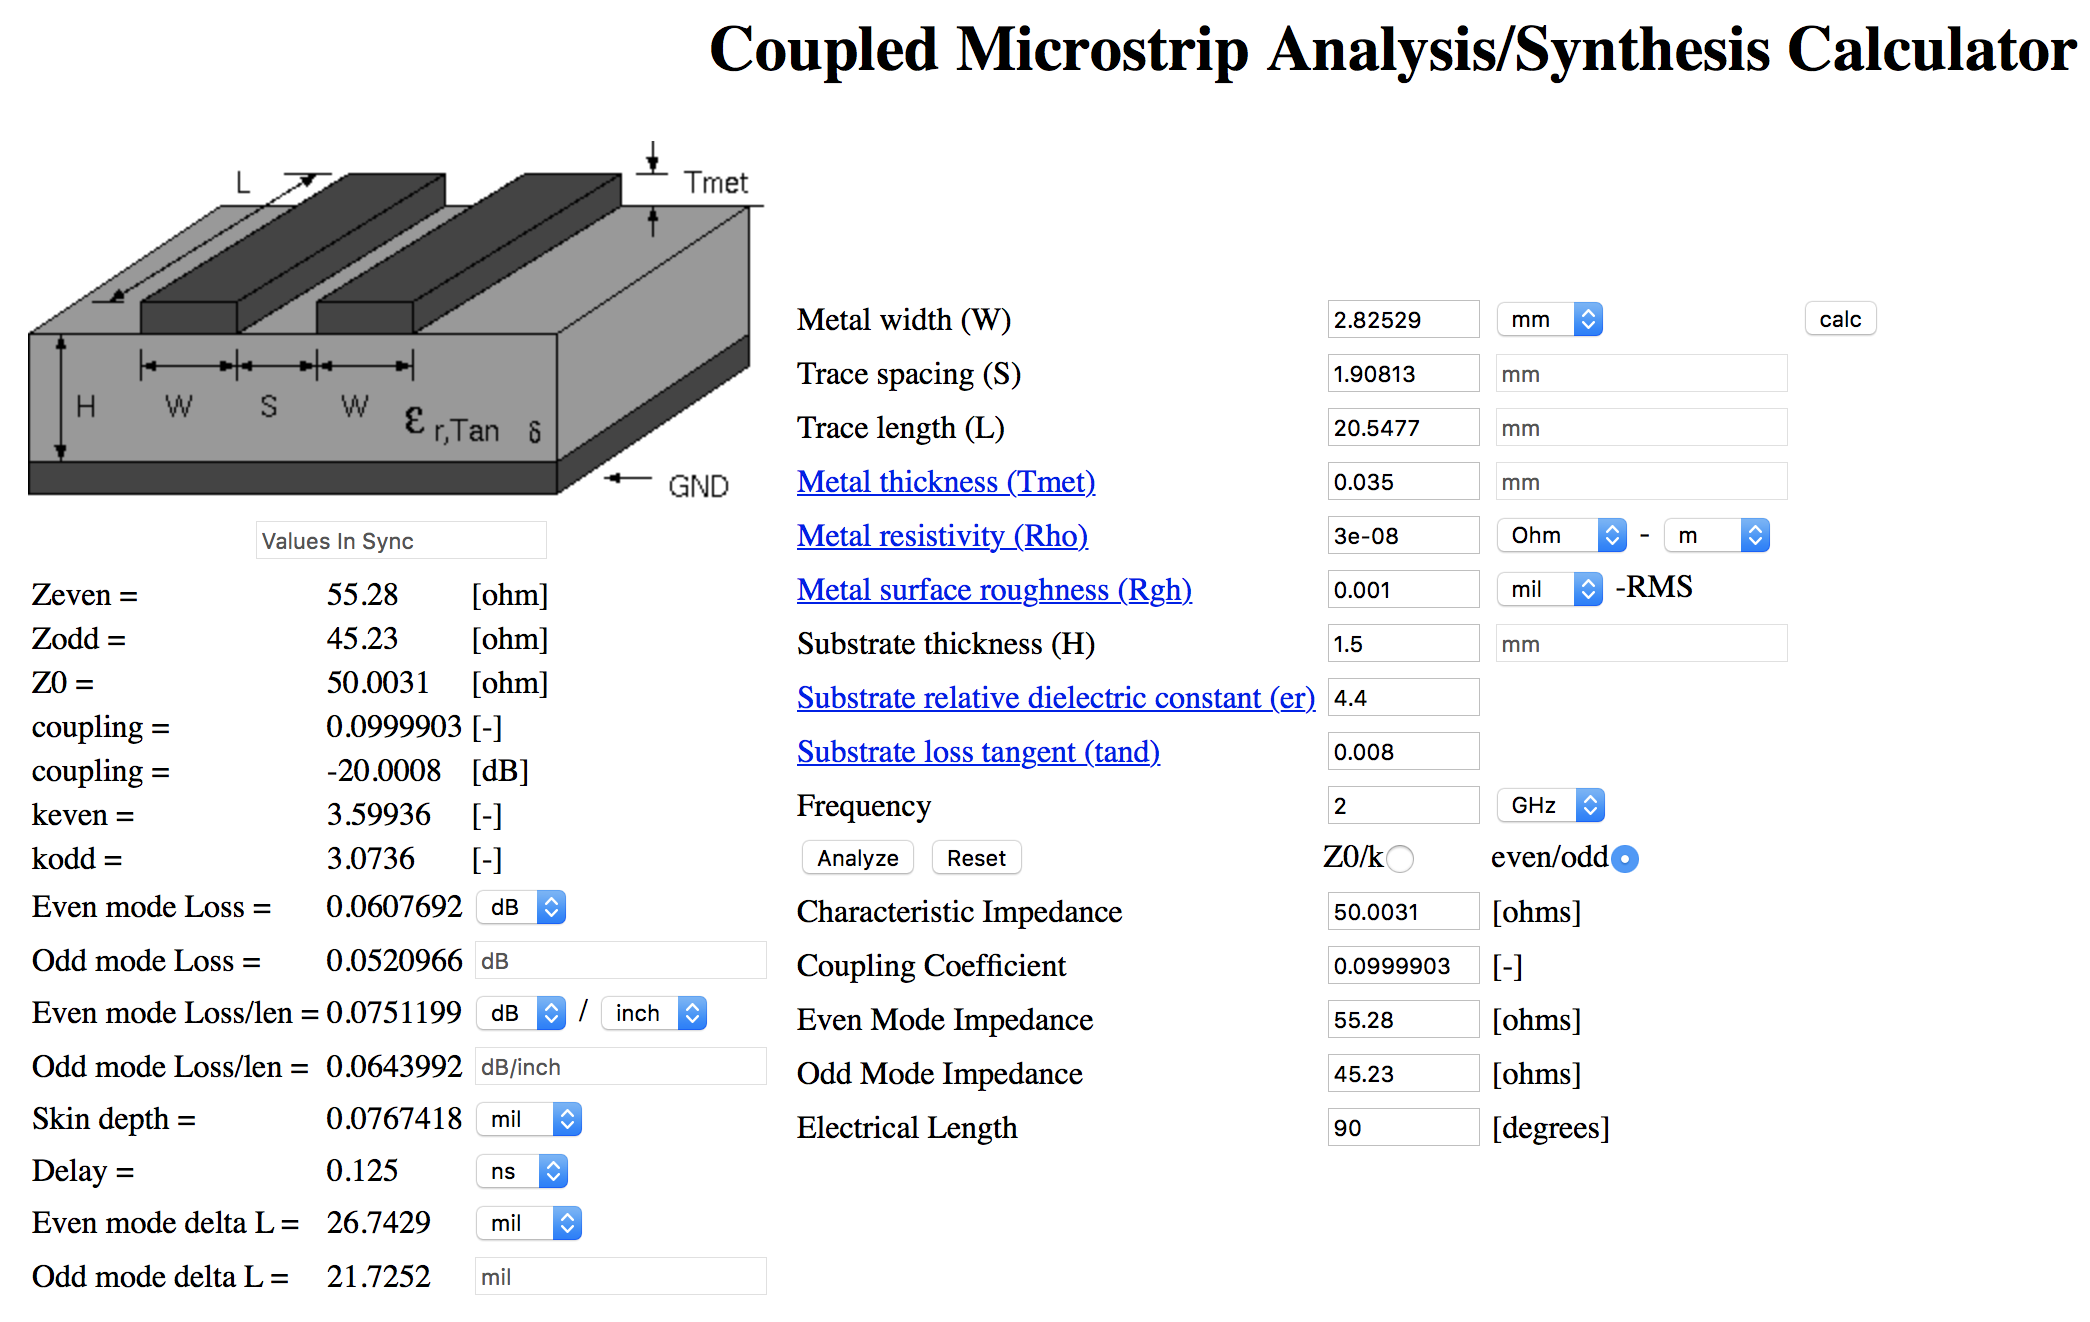 Coupled Microstrip Analysis/Synthesis Calculator
L
Tmet
H W S W εr,Tan δ
GND
Values In Sync
Zeven = 55.28 [ohm]
Zodd = 45.23 [ohm]
Z0 = 50.0031 [ohm]
coupling = 0.0999903 [-]
coupling = -20.0008 [dB]
keven = 3.59936 [-]
kodd = 3.0736 [-]
Even mode Loss = 0.0607692 dB
Odd mode Loss = 0.0520966 dB
Even mode Loss/len = 0.0751199 dB / inch
Odd mode Loss/len = 0.0643992 dB/inch
Skin depth = 0.0767418 mil
Delay = 0.125 ns
Even mode delta L = 26.7429 mil
Odd mode delta L = 21.7252 mil
Metal width (W) 2.82529 mm calc
Trace spacing (S) 1.90813 mm
Trace length (L) 20.5477 mm
Metal thickness (Tmet) 0.035 mm
Metal resistivity (Rho) 3e-08 Ohm - m
Metal surface roughness (Rgh) 0.001 mil -RMS
Substrate thickness (H) 1.5 mm
Substrate relative dielectric constant (er) 4.4
Substrate loss tangent (tand) 0.008
Frequency 2 GHz
Analyze Reset Z0/k even/odd
Characteristic Impedance 50.0031 [ohms]
Coupling Coefficient 0.0999903 [-]
Even Mode Impedance 55.28 [ohms]
Odd Mode Impedance 45.23 [ohms]
Electrical Length 90 [degrees]